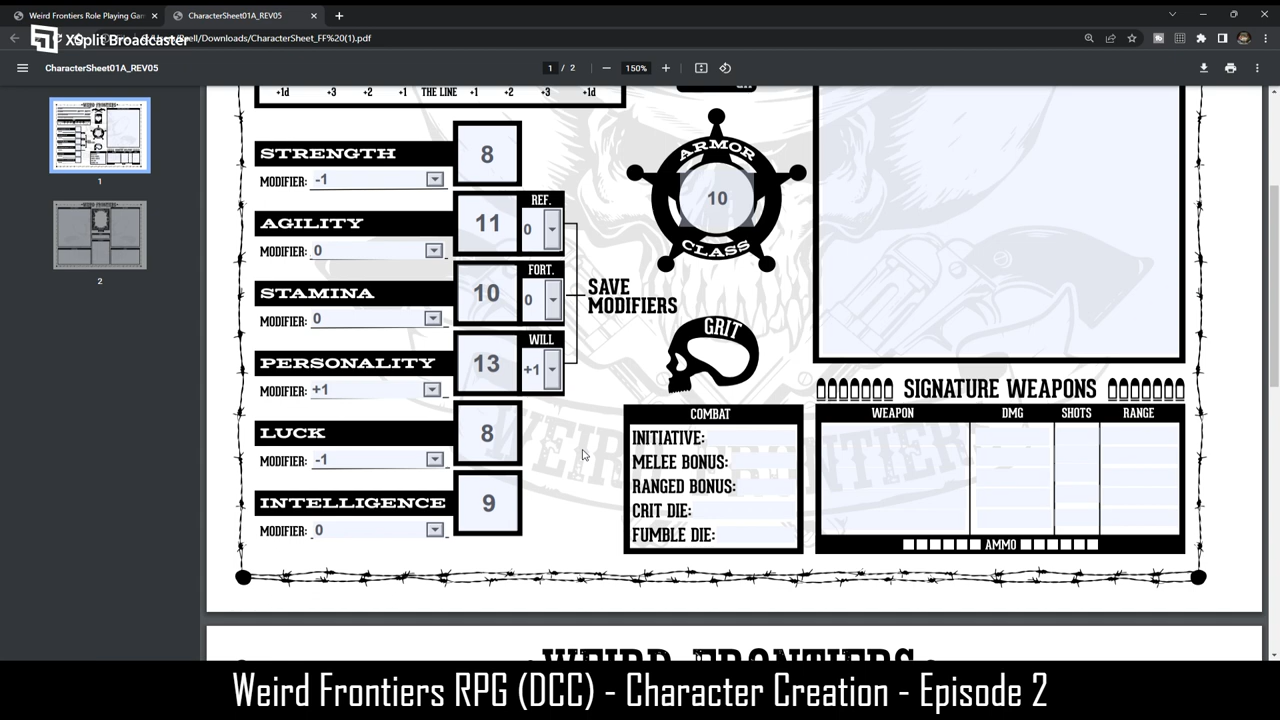 Weird Frontiers Role Playing Gam
CharacterSheet01A_REV05
XSplit Broadcaster
/Downloads/CharacterSheet_FF%20(1).pdf
CharacterSheet01A_REV05
1 / 2
150%
+1d +3 +2 +1 THE LINE +1 +2 +3 +1d
STRENGTH 8
MODIFIER: -1
AGILITY 11 REF. 0
MODIFIER: 0
STAMINA 10 FORT. 0
MODIFIER: 0
PERSONALITY 13 WILL +1
MODIFIER: +1
LUCK 8
MODIFIER: -1
INTELLIGENCE 9
MODIFIER: 0
SAVE
MODIFIERS
ARMOR
10
CLASS
GRIT
COMBAT
INITIATIVE:
MELEE BONUS:
RANGED BONUS:
CRIT DIE:
FUMBLE DIE:
SIGNATURE WEAPONS
WEAPON DMG SHOTS RANGE
AMMO
1
2
WEIRD FRONTIERS
Weird Frontiers RPG (DCC) - Character Creation - Episode 2